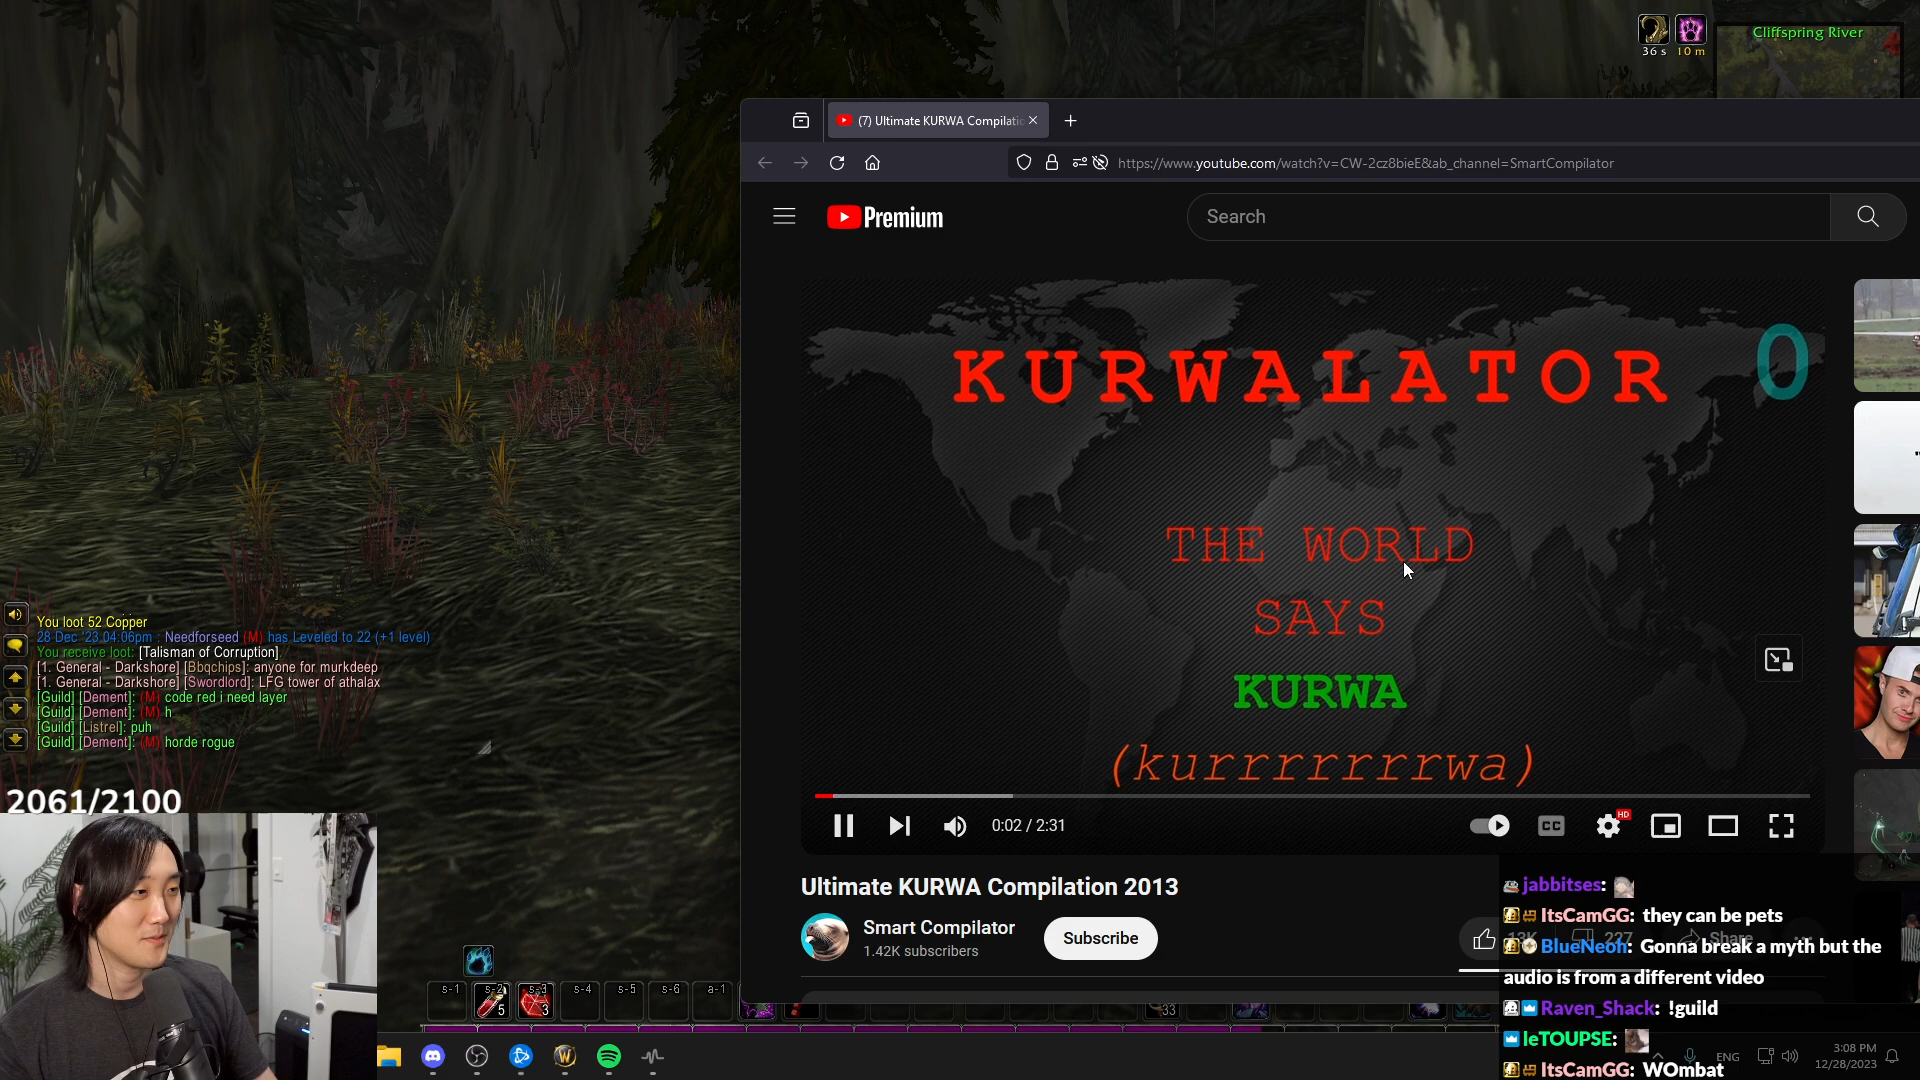 36 s
10 m
Cliffspring River
(7) Ultimate KURWA Compilatio
https://www.youtube.com/watch?v=CW-2cz8bieE&ab_channel=SmartCompilator
Premium
Search
KURWALATOR 0
THE WORLD
SAYS
KURWA
(kurrrrrrrwa)
You loot 52 Copper
28 Dec '23 04:06pm : Needforseed (M) has Leveled to 22 (+1 level)
You receive loot: [Talisman of Corruption].
[1. General - Darkshore] [Bbqchips]: anyone for murkdeep
[1. General - Darkshore] [Swordlord]: LFG tower of athalax
[Guild] [Dement]: (M) code red i need layer
[Guild] [Dement]: (M) h
[Guild] [Listrel]: puh
[Guild] [Dement]: (M) horde rogue
2061/2100
0:02 / 2:31
CC
HD
Ultimate KURWA Compilation 2013
Smart Compilator
1.42K subscribers
Subscribe
13K
227
Share
jabbitses:
ItsCamGG: they can be pets
BlueNeon: Gonna break a myth but the
audio is from a different video
Raven_Shack: !guild
leTOUPSE:
ItsCamGG: WOmbat
s-1
s-2
s-3
s-4
s-5
s-6
a-1
5
3
33
ENG
3:08 PM
12/28/2023